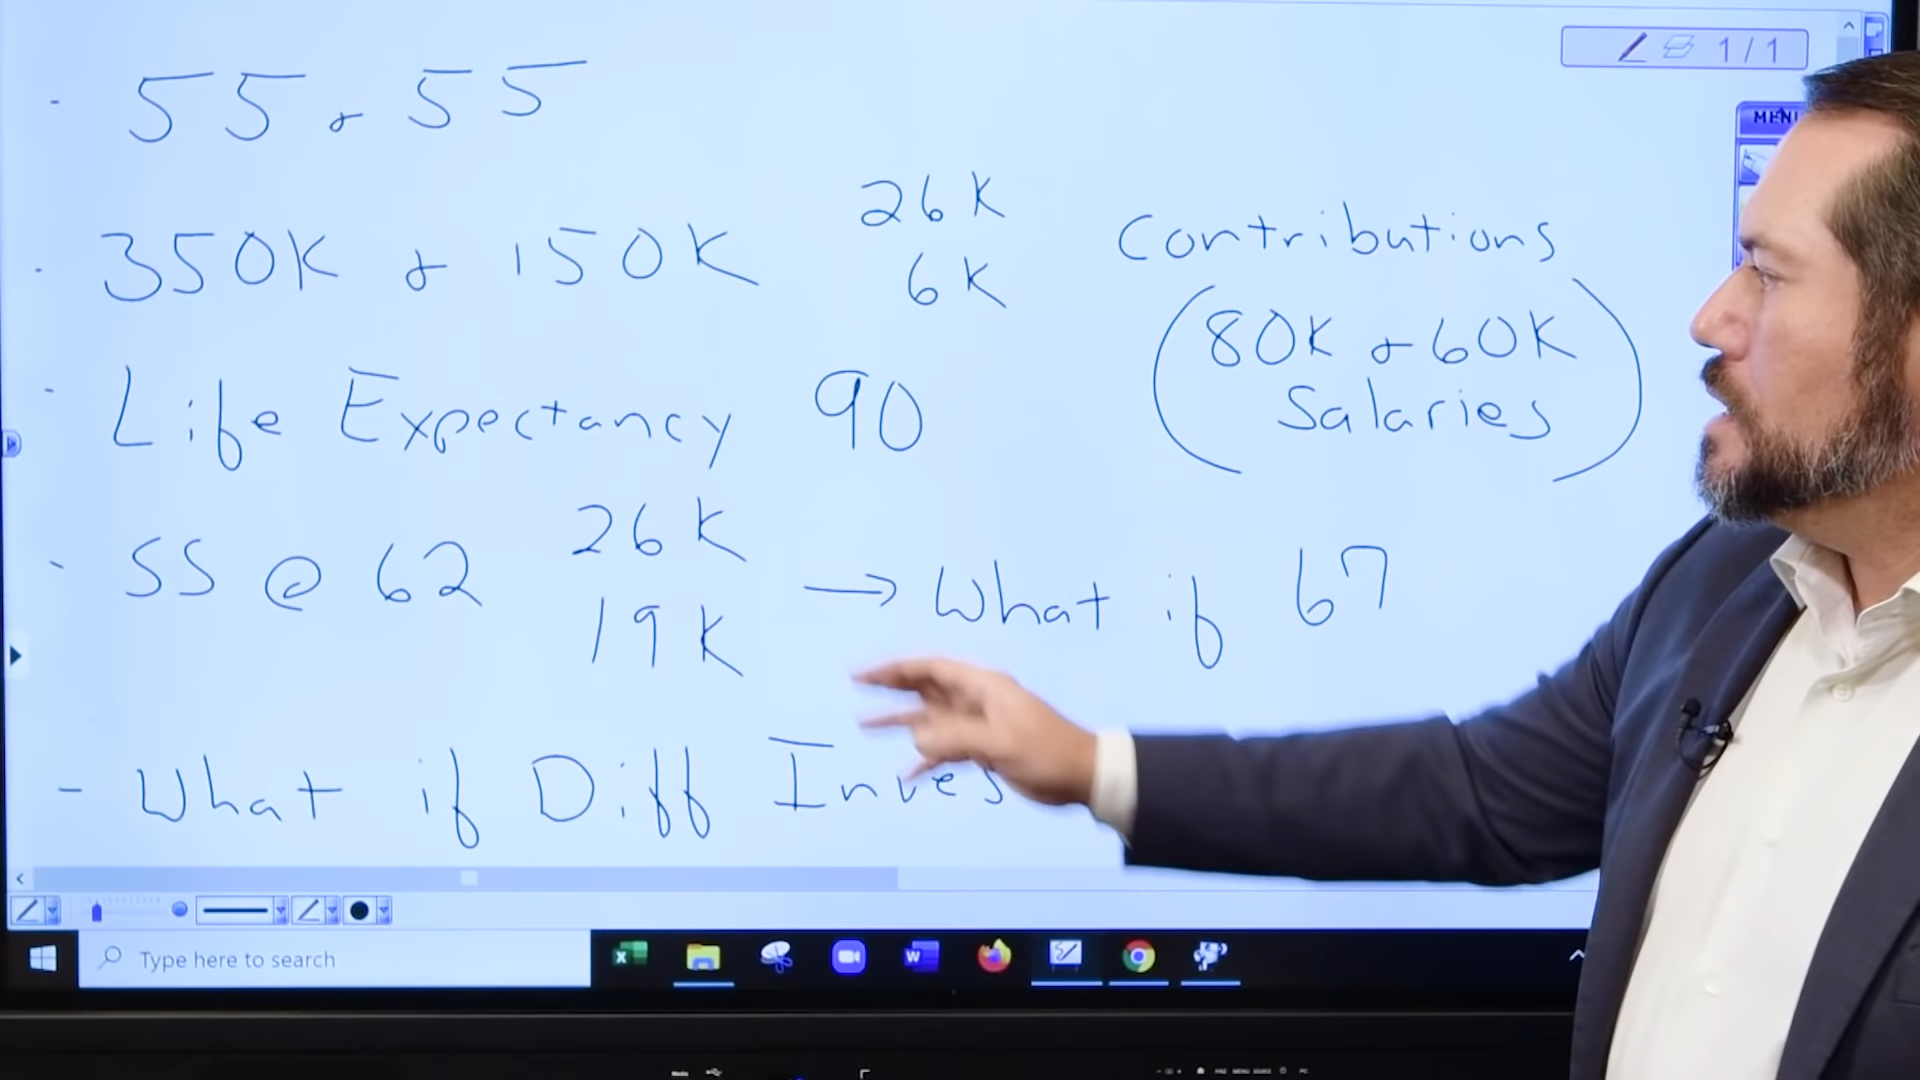 - 55 & 55
- 350K & 150K
26K
6K
Contributions
(80K & 60K
Salaries)
- Life Expectancy 90
- SS @ 62
26K
19K
→ What if 67
- What if Diff Inves
1/1
MENU
Type here to search